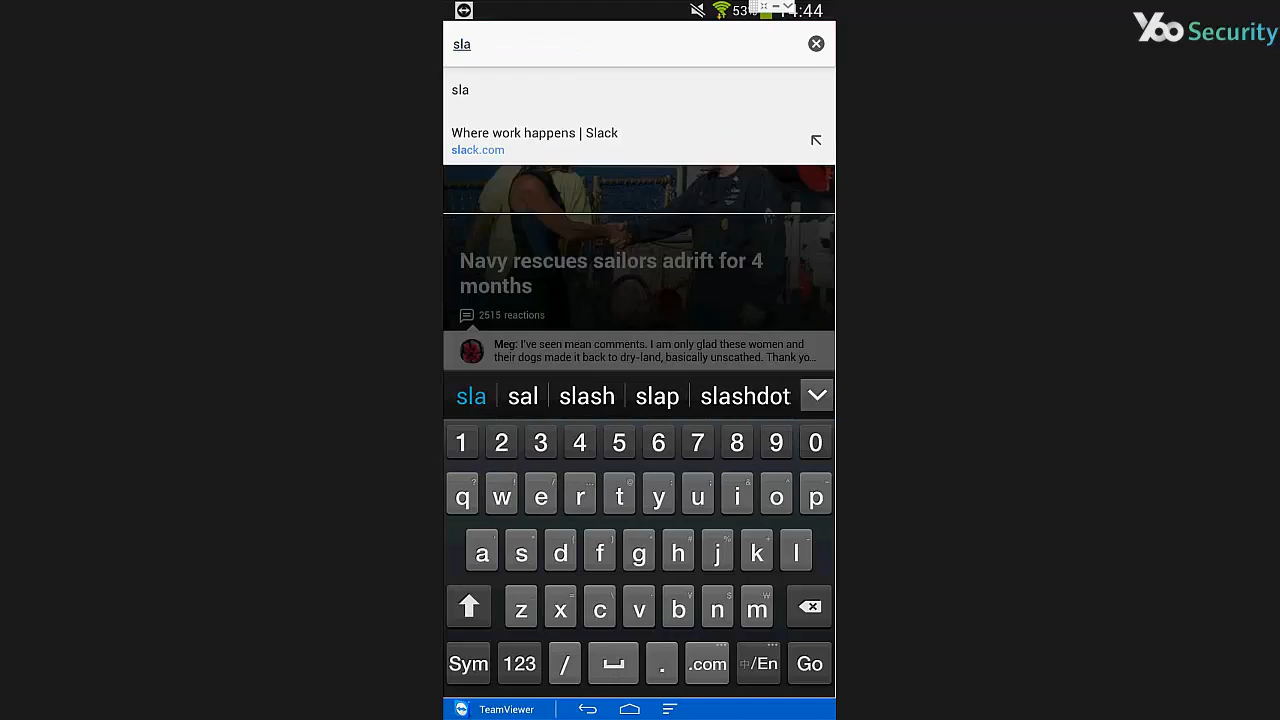 Yoo Security
53%
14:44
sla
sla
Where work happens | Slack
slack.com
Navy rescues sailors adrift for 4
months
2515 reactions
Meg: I've seen mean comments. I am only glad these women and
their dogs made it back to dry-land, basically unscathed. Thank yo...
sla sal slash slap slashdot
1 2 3 4 5 6 7 8 9 0
q w e r t y u i o p
a s d f g h j k l
z x c v b n m
Sym 123 / . .com 中/En Go
TeamViewer